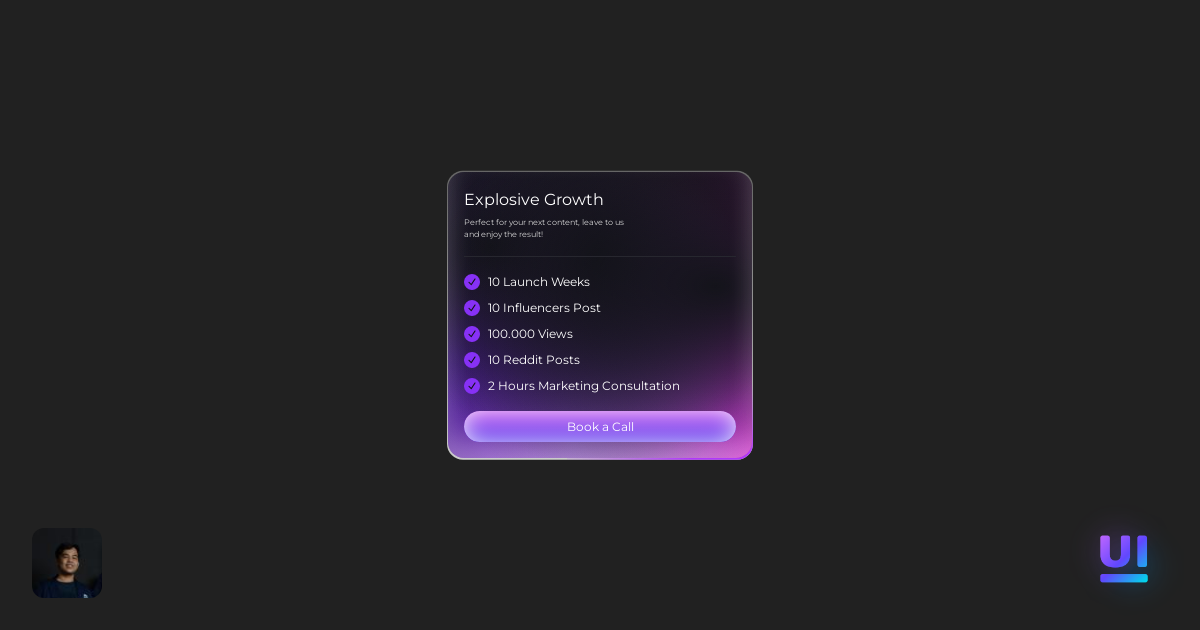 Explosive Growth
Perfect for your next content, leave to us
and enjoy the result!
10 Launch Weeks
10 Influencers Post
100.000 Views
10 Reddit Posts
2 Hours Marketing Consultation
Book a Call
UI